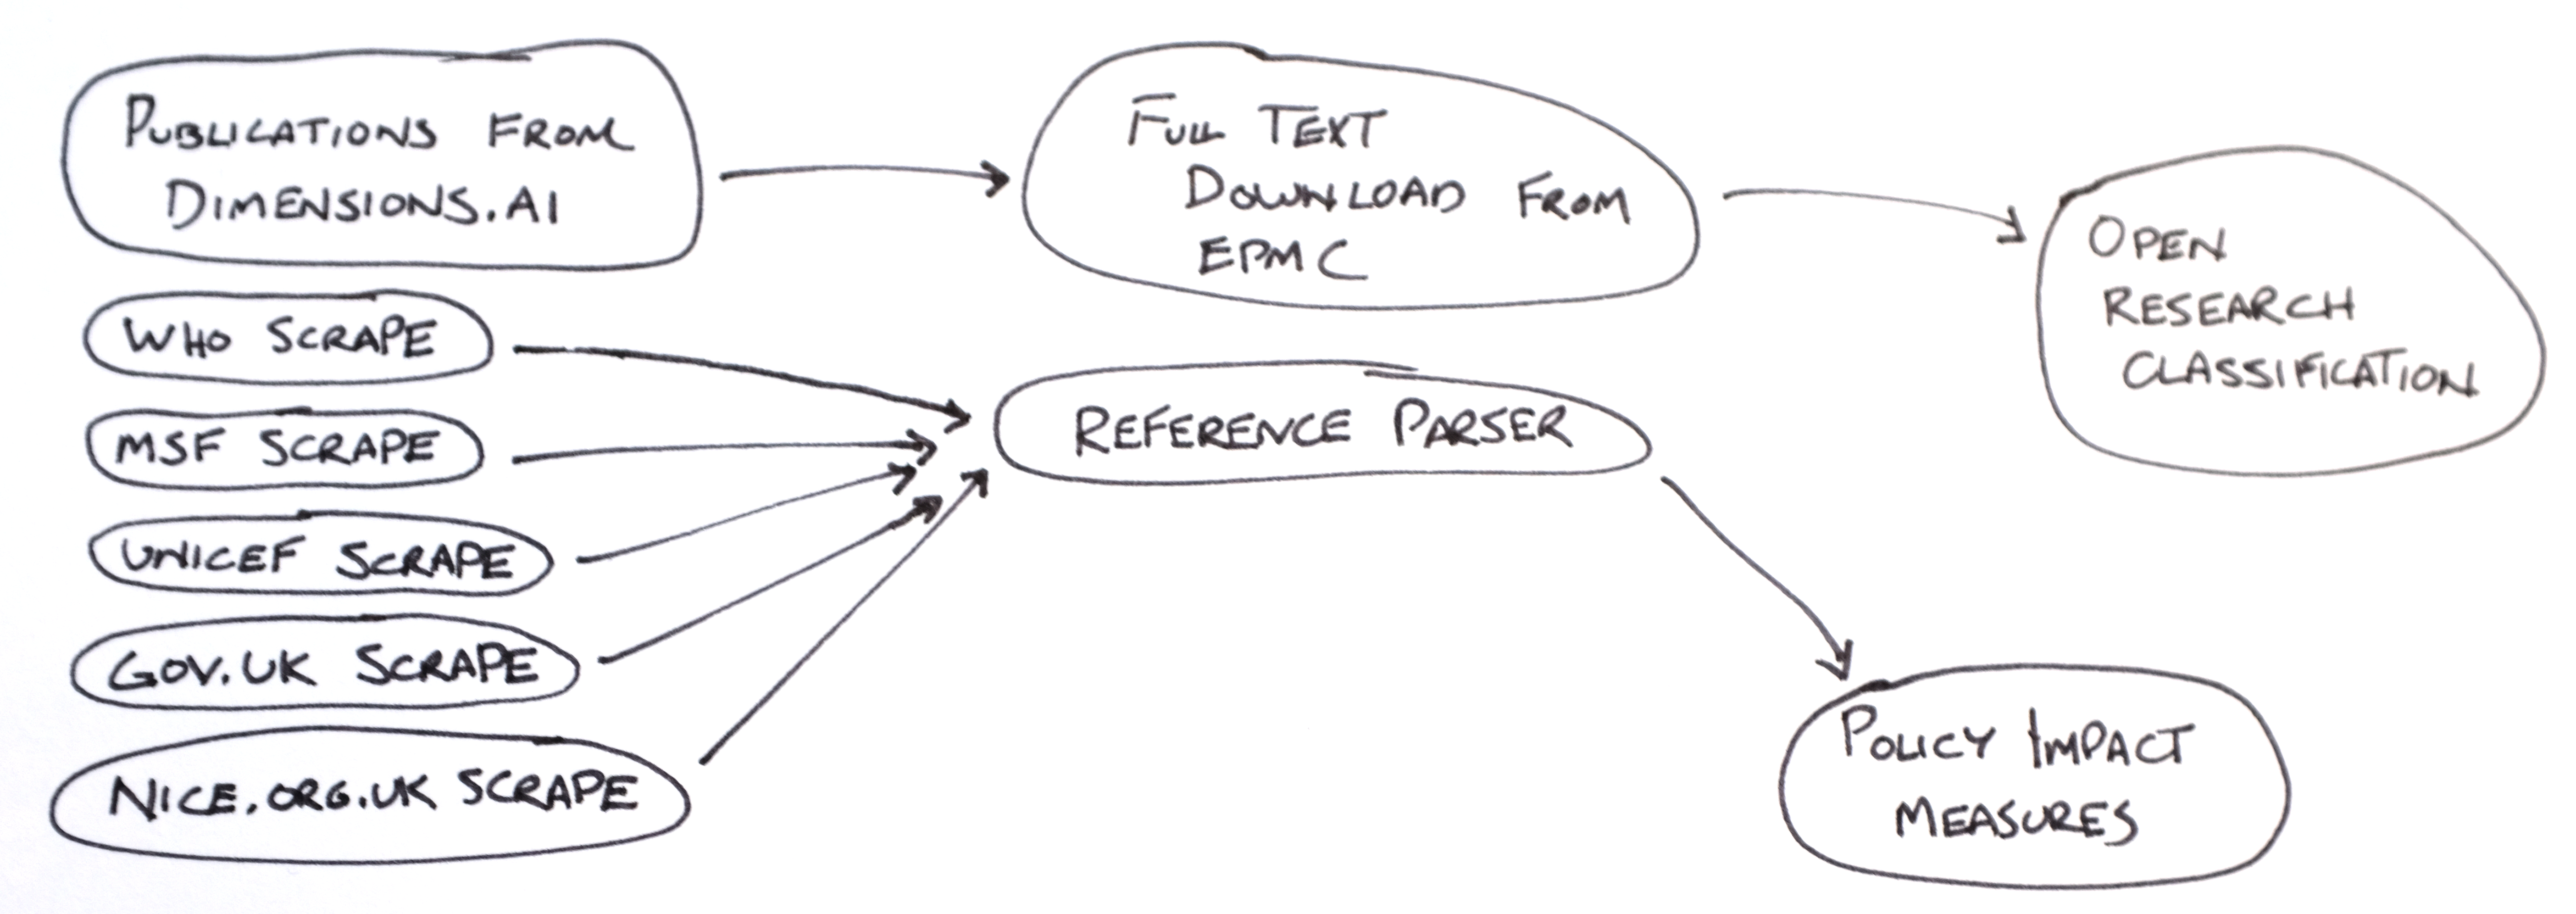 PUBLICATIONS FROM
DIMENSIONS.AI
FULL TEXT
DOWNLOAD FROM
EPMC
OPEN
RESEARCH
CLASSIFICATION
WHO SCRAPE
MSF SCRAPE
UNICEF SCRAPE
GOV.UK SCRAPE
NICE.ORG.UK SCRAPE
REFERENCE PARSER
POLICY IMPACT
MEASURES